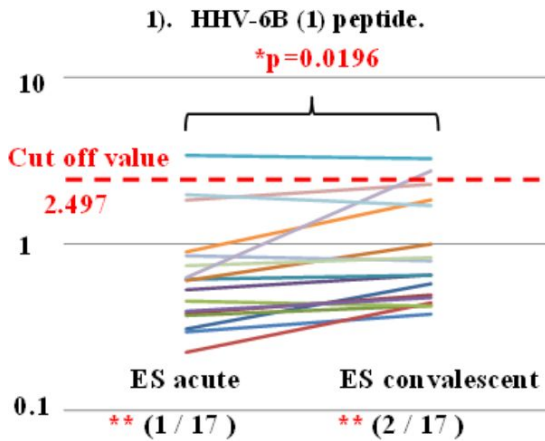 1). HHV-6B (1) peptide.
*p=0.0196
10
Cut off value
2.497
1
ES acute ES convalescent
0.1
** (1 / 17 ) ** (2 / 17 )